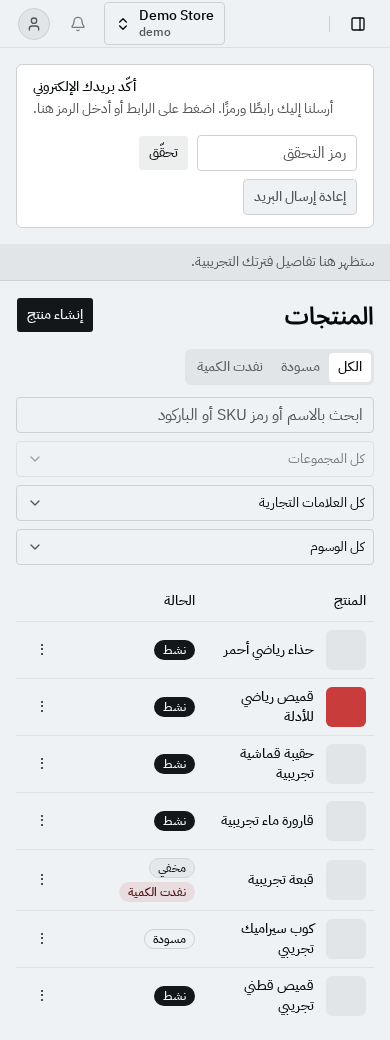 Demo Store
demo
أكّد بريدك الإلكتروني
أرسلنا إليك رابطًا ورمزًا. اضغط على الرابط أو أدخل الرمز هنا.
رمز التحقق
تحقّق
إعادة إرسال البريد
ستظهر هنا تفاصيل فترتك التجريبية.
المنتجات
إنشاء منتج
الكل
مسودة
نفدت الكمية
ابحث بالاسم أو رمز SKU أو الباركود
كل المجموعات
كل العلامات التجارية
كل الوسوم
المنتج
الحالة
حذاء رياضي أحمر
نشط
قميص رياضي
للأدلة
نشط
حقيبة قماشية
تجريبية
نشط
قارورة ماء تجريبية
نشط
قبعة تجريبية
مخفي
نفدت الكمية
كوب سيراميك
تجريبي
مسودة
قميص قطني
تجريبي
نشط